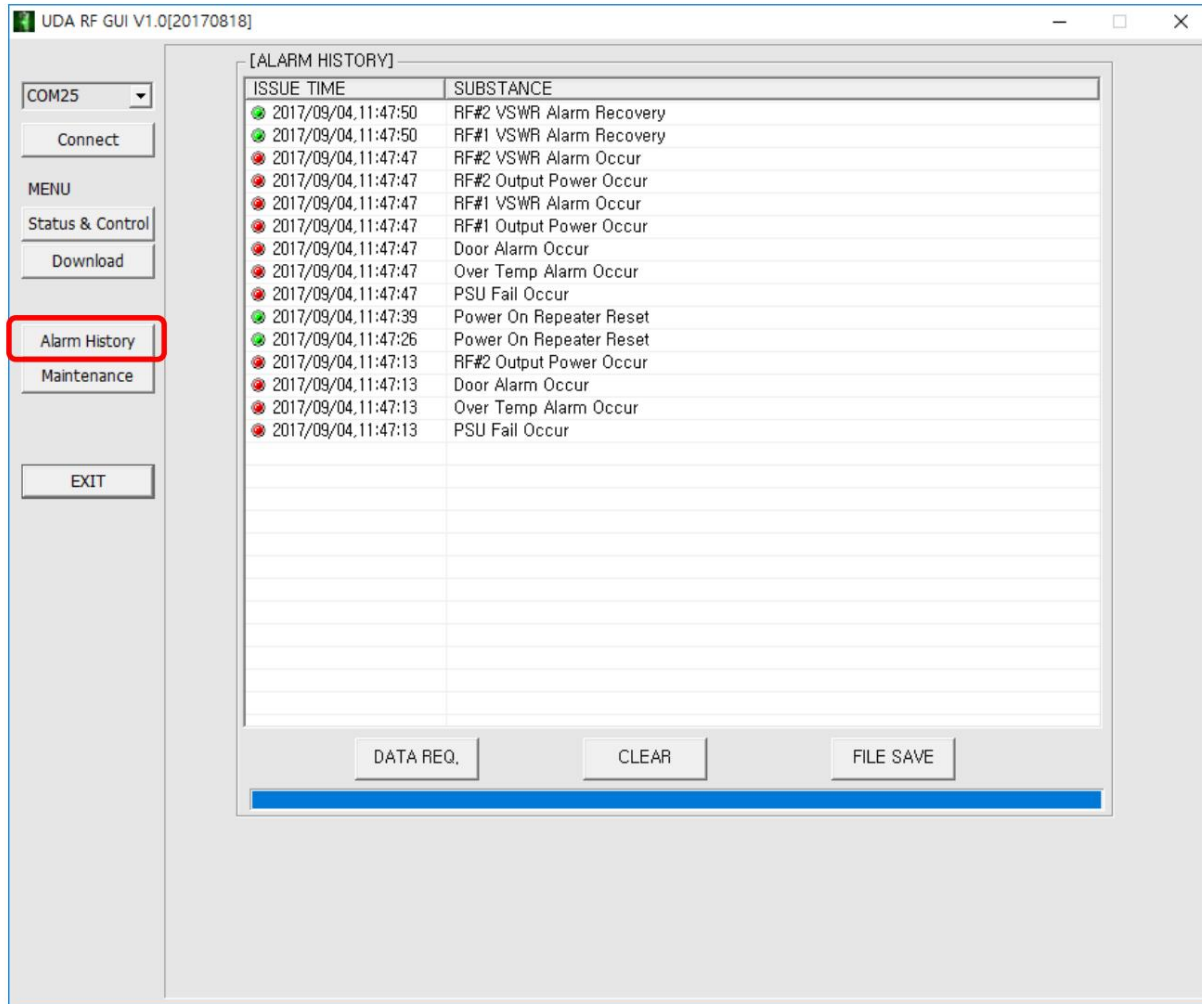 UDA RF GUI V1.0[20170818]
COM25
Connect
MENU
Status & Control
Download
Alarm History
Maintenance
EXIT
[ALARM HISTORY]
ISSUE TIME SUBSTANCE
2017/09/04,11:47:50 RF#2 VSWR Alarm Recovery
2017/09/04,11:47:50 RF#1 VSWR Alarm Recovery
2017/09/04,11:47:47 RF#2 VSWR Alarm Occur
2017/09/04,11:47:47 RF#2 Output Power Occur
2017/09/04,11:47:47 RF#1 VSWR Alarm Occur
2017/09/04,11:47:47 RF#1 Output Power Occur
2017/09/04,11:47:47 Door Alarm Occur
2017/09/04,11:47:47 Over Temp Alarm Occur
2017/09/04,11:47:47 PSU Fail Occur
2017/09/04,11:47:39 Power On Repeater Reset
2017/09/04,11:47:26 Power On Repeater Reset
2017/09/04,11:47:13 RF#2 Output Power Occur
2017/09/04,11:47:13 Door Alarm Occur
2017/09/04,11:47:13 Over Temp Alarm Occur
2017/09/04,11:47:13 PSU Fail Occur
DATA REQ, CLEAR FILE SAVE